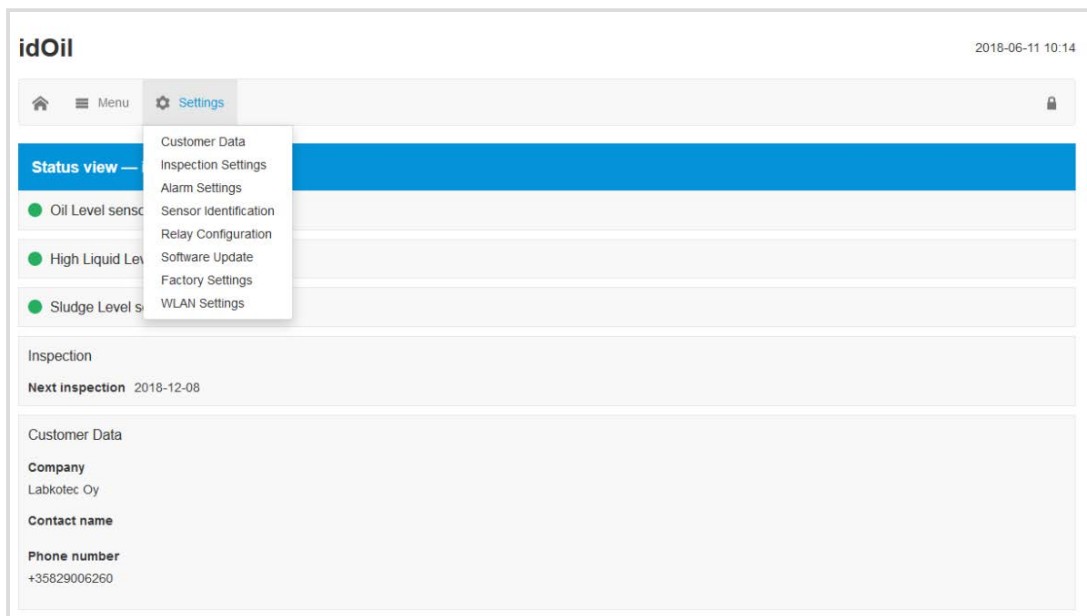 idOil
2018-06-11 10:14
Menu
Settings
Customer Data
Inspection Settings
Alarm Settings
Sensor Identification
Relay Configuration
Software Update
Factory Settings
WLAN Settings
Status view —
Oil Level
High Liquid
Sludge Level
Inspection
Next inspection 2018-12-08
Customer Data
Company
Labkotec Oy
Contact name
Phone number
+35829006260